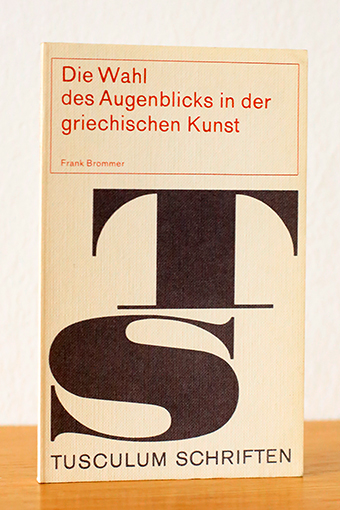 Die Wahl
des Augenblicks in der
griechischen Kunst
Frank Brommer
T
S
TUSCULUM SCHRIFTEN